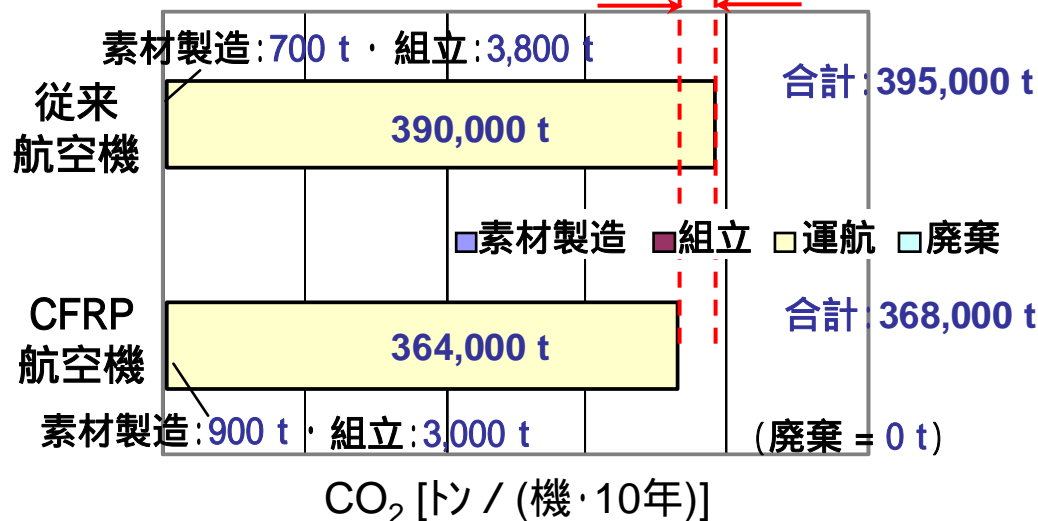 素材製造:700 t ・ 組立:3,800 t
合計:395,000 t
従来
航空機
390,000 t
素材製造 組立 運航 廃棄
CFRP
航空機
合計:368,000 t
364,000 t
素材製造:900 t ・ 組立:3,000 t
(廃棄 = 0 t)
CO₂ [トン / (機・10年)]